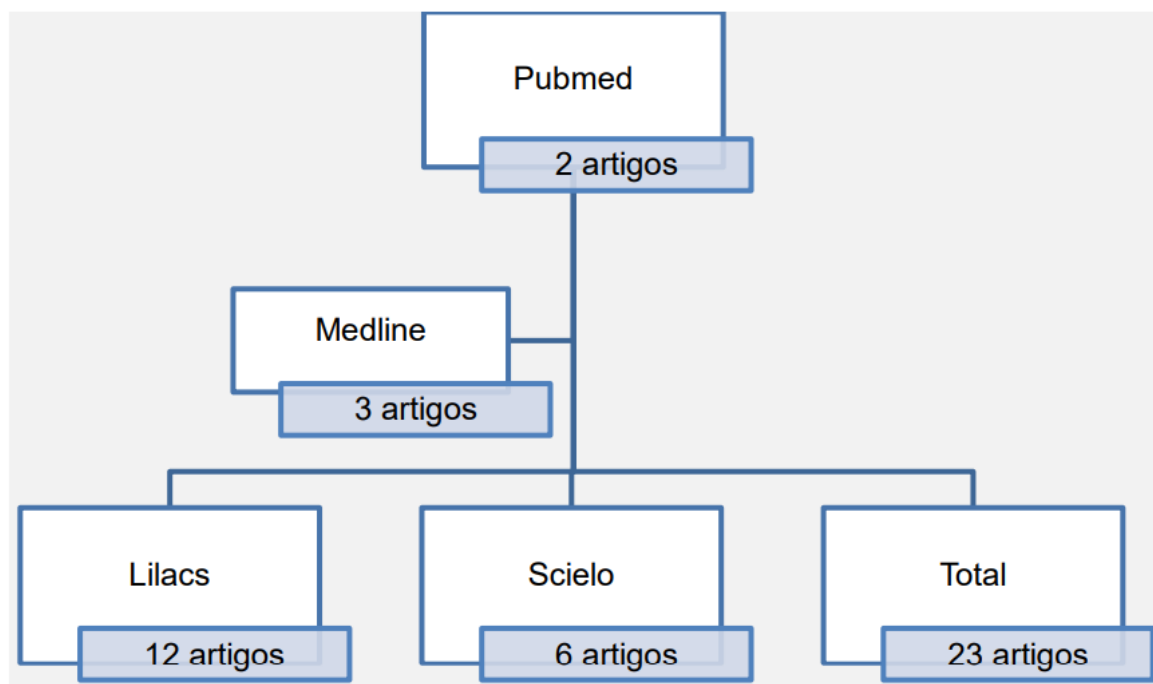 Pubmed
2 artigos
Medline
3 artigos
Lilacs
12 artigos
Scielo
6 artigos
Total
23 artigos